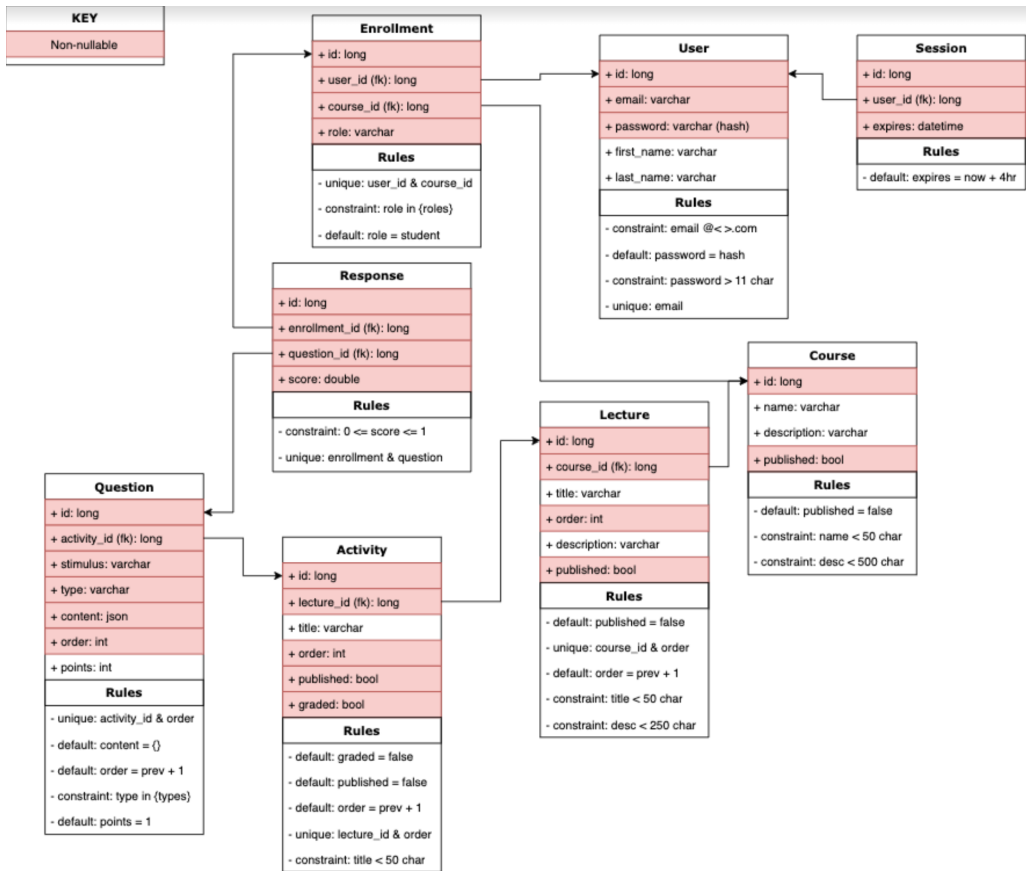 KEY
Non-nullable
Enrollment
+ id: long
+ user_id (fk): long
+ course_id (fk): long
+ role: varchar
Rules
- unique: user_id & course_id
- constraint: role in {roles}
- default: role = student
User
+ id: long
+ email: varchar
+ password: varchar (hash)
+ first_name: varchar
+ last_name: varchar
Rules
- constraint: email @< >.com
- default: password = hash
- constraint: password > 11 char
- unique: email
Session
+ id: long
+ user_id (fk): long
+ expires: datetime
Rules
- default: expires = now + 4hr
Response
+ id: long
+ enrollment_id (fk): long
+ question_id (fk): long
+ score: double
Rules
- constraint: 0 <= score <= 1
- unique: enrollment & question
Course
+ id: long
+ name: varchar
+ description: varchar
+ published: bool
Rules
- default: published = false
- constraint: name < 50 char
- constraint: desc < 500 char
Lecture
+ id: long
+ course_id (fk): long
+ title: varchar
+ order: int
+ description: varchar
+ published: bool
Rules
- default: published = false
- unique: course_id & order
- default: order = prev + 1
- constraint: title < 50 char
- constraint: desc < 250 char
Question
+ id: long
+ activity_id (fk): long
+ stimulus: varchar
+ type: varchar
+ content: json
+ order: int
+ points: int
Rules
- unique: activity_id & order
- default: content = {}
- default: order = prev + 1
- constraint: type in {types}
- default: points = 1
Activity
+ id: long
+ lecture_id (fk): long
+ title: varchar
+ order: int
+ published: bool
+ graded: bool
Rules
- default: graded = false
- default: published = false
- default: order = prev + 1
- unique: lecture_id & order
- constraint: title < 50 char